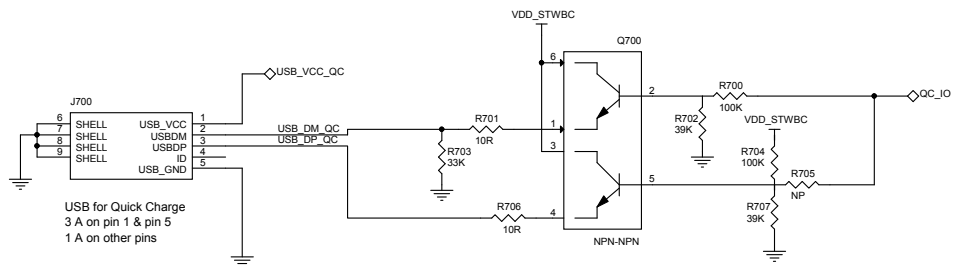 VDD_STWBC
Q700
USB_VCC_QC
6
2
R700
100K
QC_IO
J700
6
7
8
9
SHELL
SHELL
SHELL
SHELL
USB_VCC
USBDM
USBDP
ID
USB_GND
1
2
3
4
5
USB_DM_QC
USB_DP_QC
R701
10R
R703
33K
1
3
R702
39K
VDD_STWBC
R704
100K
5
R705
NP
R706
10R
4
R707
39K
NPN-NPN
USB for Quick Charge
3 A on pin 1 & pin 5
1 A on other pins